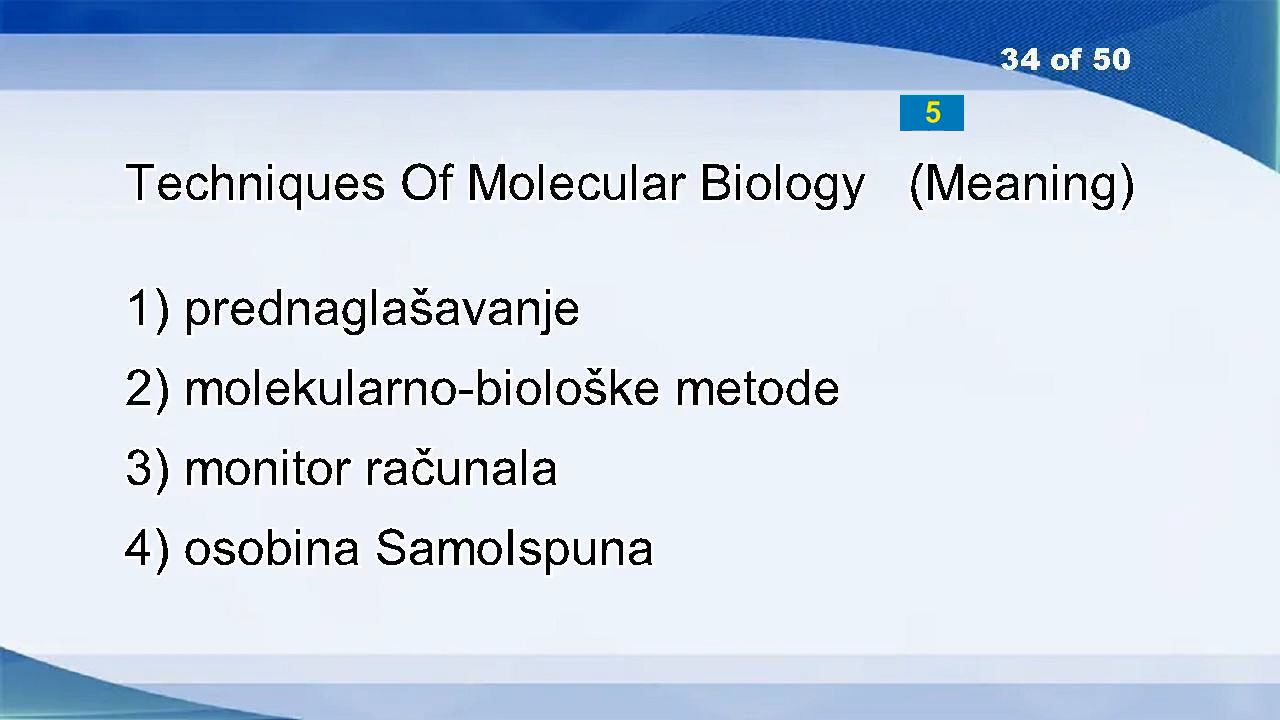 34 of 50
5
Techniques Of Molecular Biology (Meaning)
1) prednaglašavanje
2) molekularno-biološke metode
3) monitor računala
4) osobina SamoIspuna